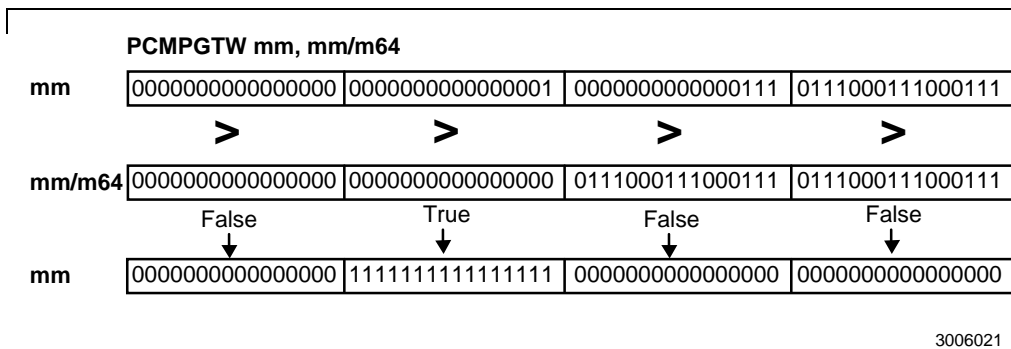 PCMPGTW mm, mm/m64
mm 0000000000000000 0000000000000001 0000000000000111 0111000111000111
> > > >
mm/m64 0000000000000000 0000000000000000 0111000111000111 0111000111000111
False True False False
mm 0000000000000000 1111111111111111 0000000000000000 0000000000000000
3006021